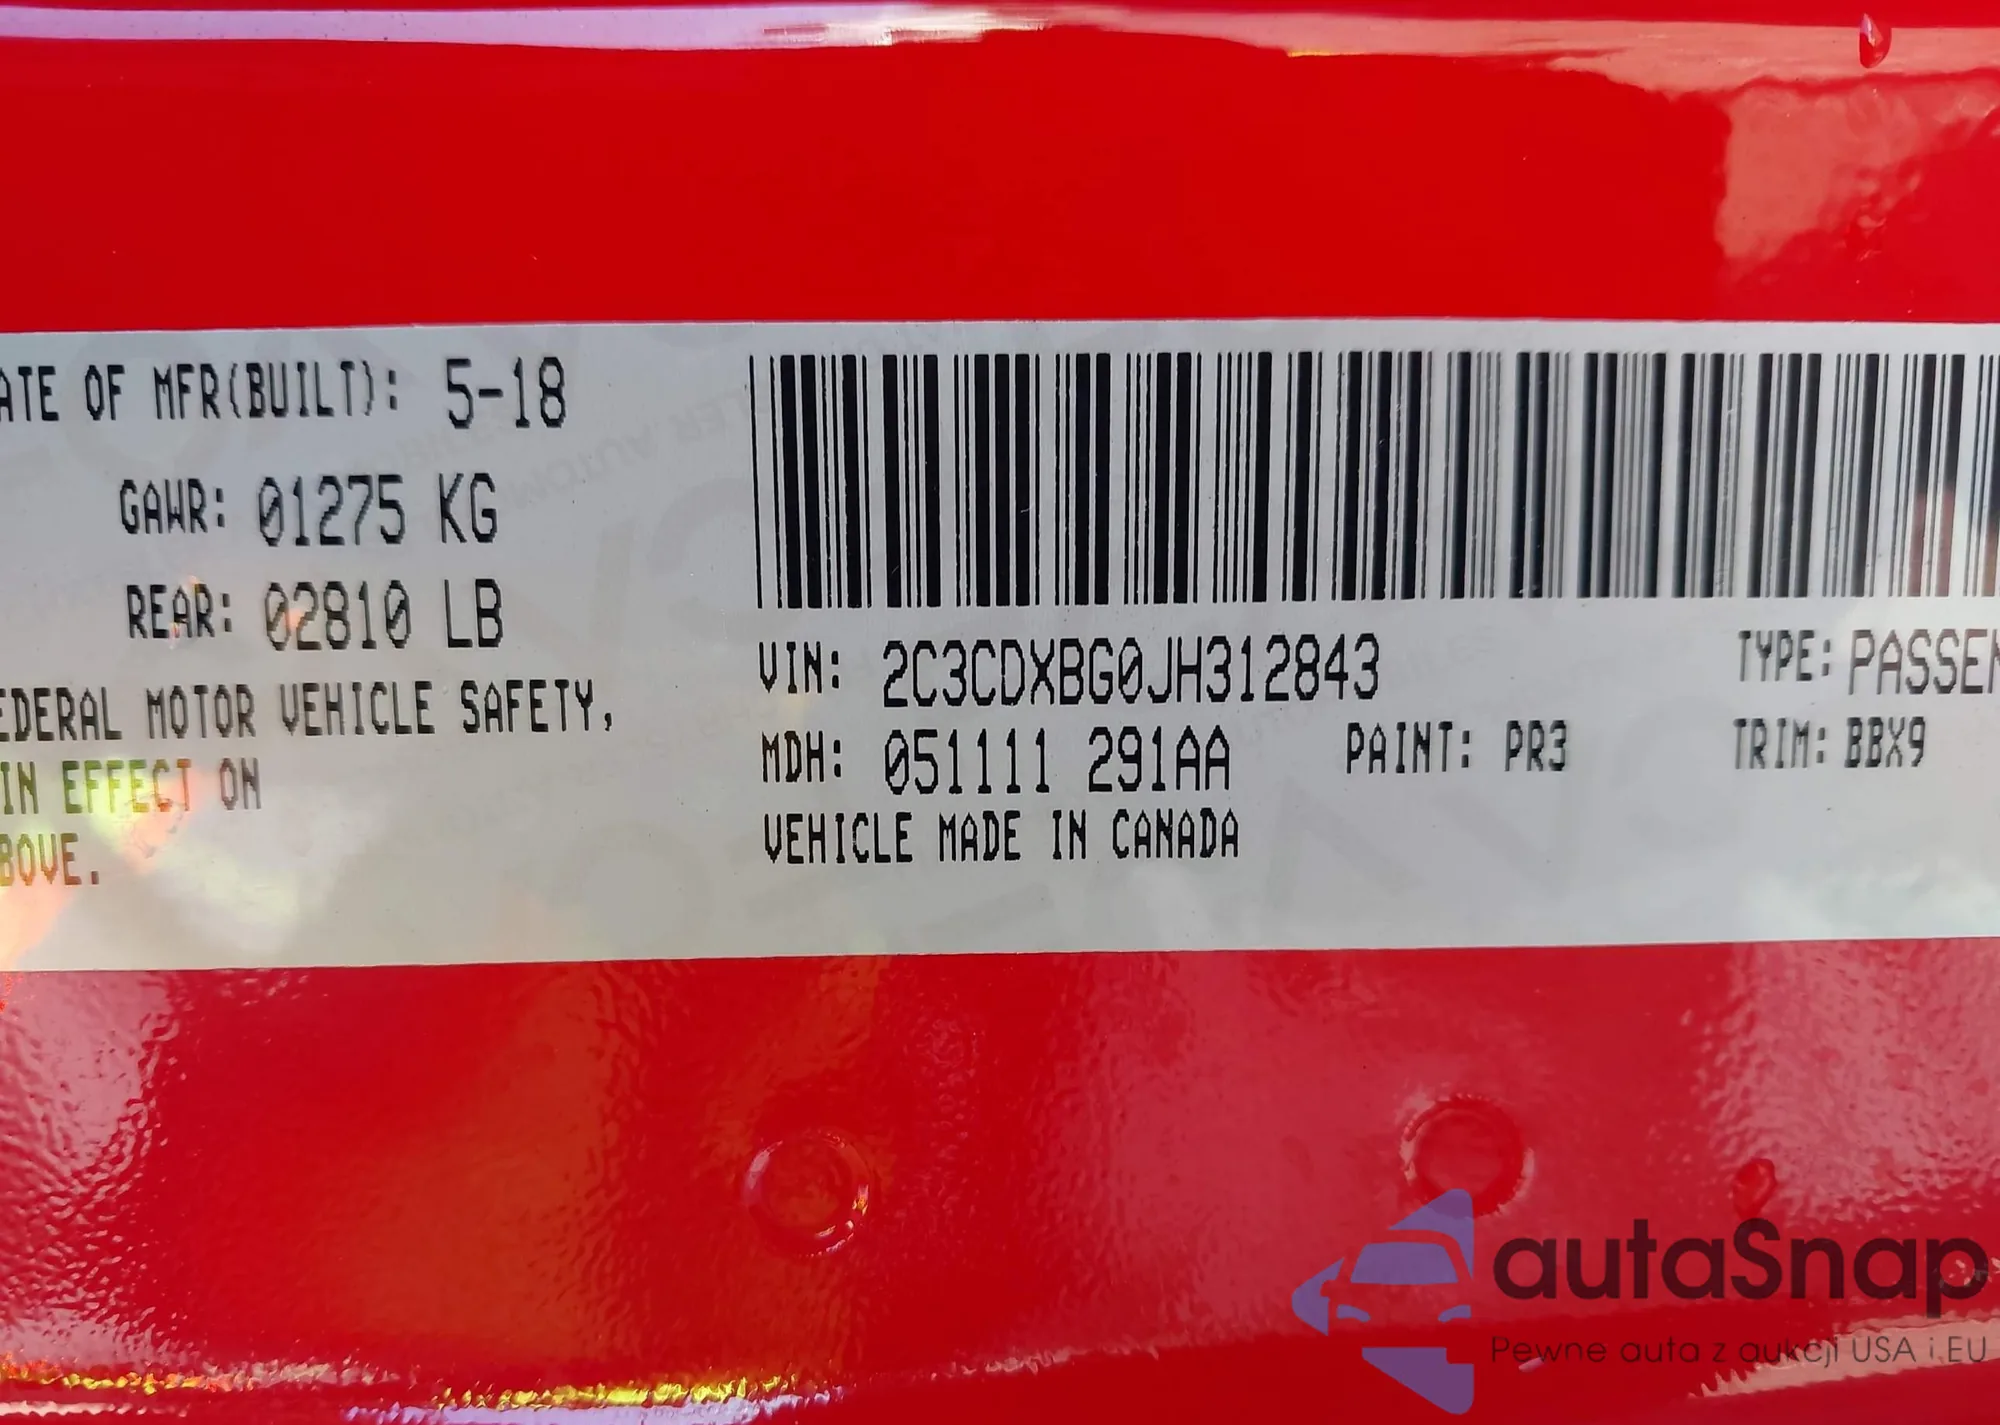 ATE OF MFR(BUILT): 5-18
GAWR: 01275 KG
REAR: 02810 LB
EDERAL MOTOR VEHICLE SAFETY,
IN EFFECT ON
BOVE.
VIN: 2C3CDXBG0JH312843
TYPE: PASSEN
MDH: 051111 291AA
PAINT: PR3
TRIM: BBX9
VEHICLE MADE IN CANADA
autaSnap
Pewne auta z aukcji USA i EU